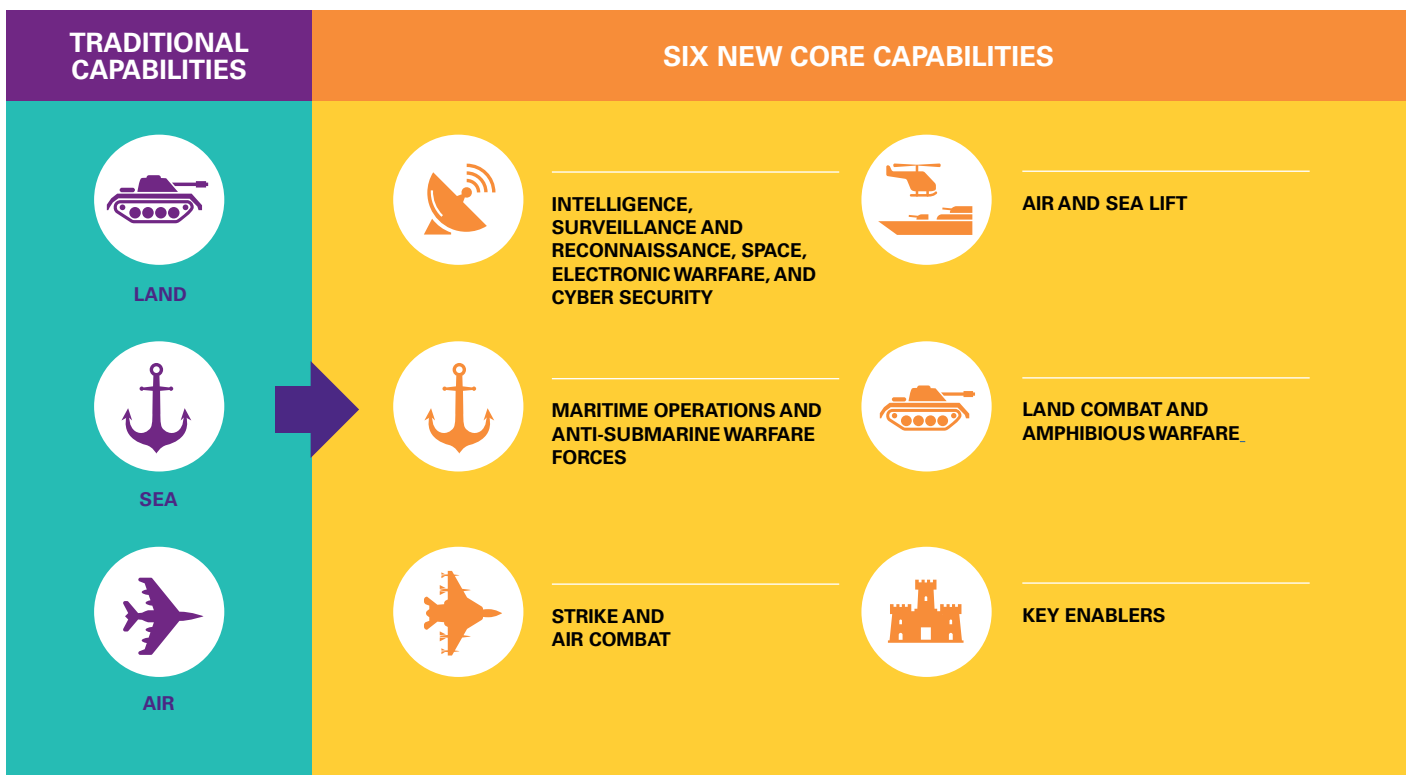 TRADITIONAL
CAPABILITIES
SIX NEW CORE CAPABILITIES
LAND
SEA
AIR
INTELLIGENCE,
SURVEILLANCE AND
RECONNAISSANCE, SPACE,
ELECTRONIC WARFARE, AND
CYBER SECURITY
AIR AND SEA LIFT
MARITIME OPERATIONS AND
ANTI-SUBMARINE WARFARE
FORCES
LAND COMBAT AND
AMPHIBIOUS WARFARE_
STRIKE AND
AIR COMBAT
KEY ENABLERS